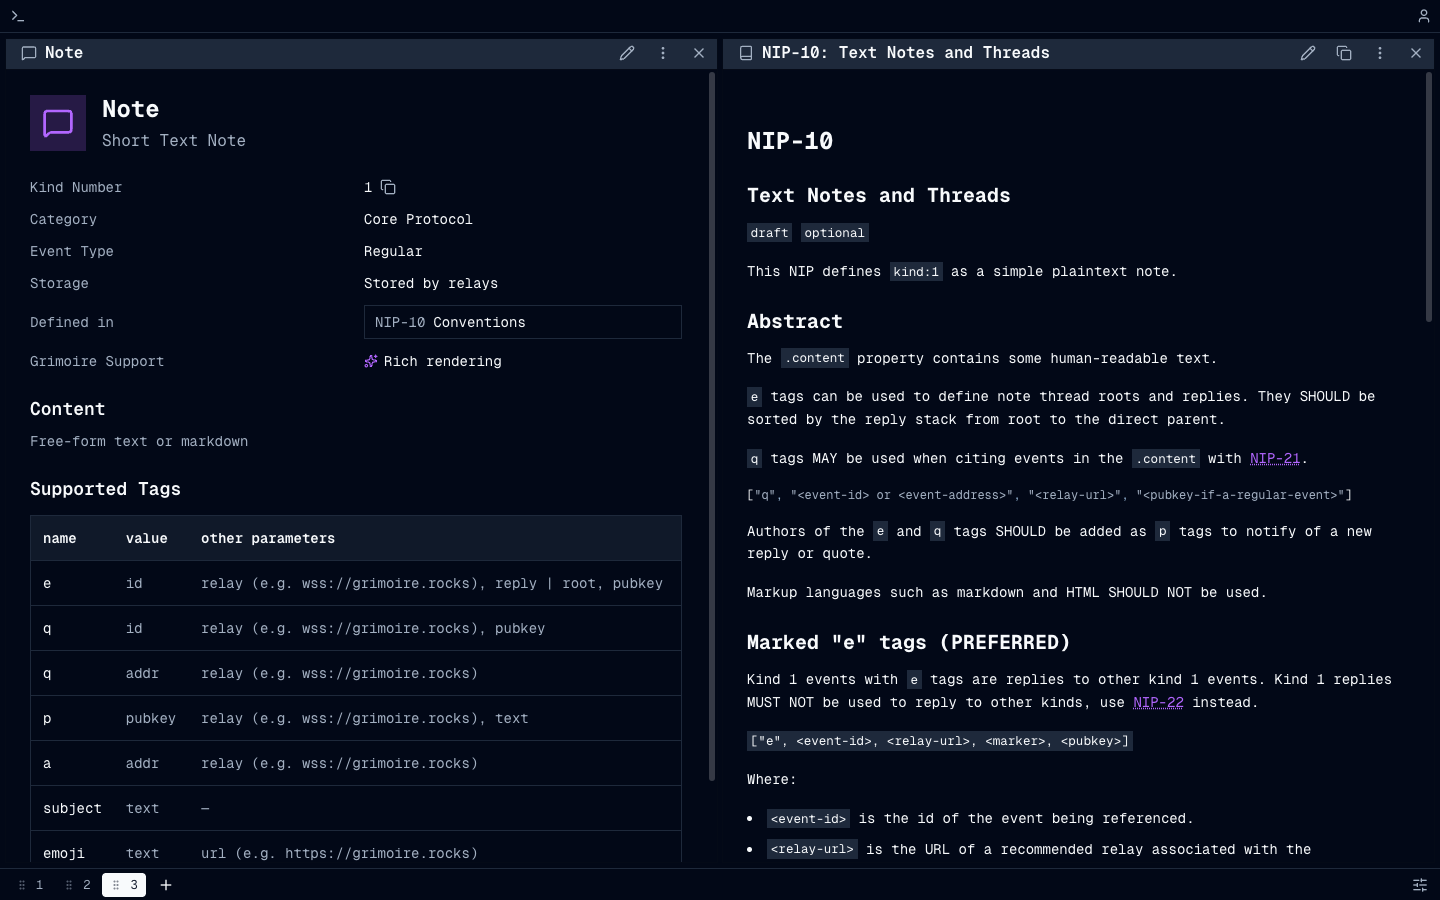 Note
Note
Short Text Note
Kind Number 1
Category Core Protocol
Event Type Regular
Storage Stored by relays
Defined in NIP-10 Conventions
Grimoire Support Rich rendering
Content
Free-form text or markdown
Supported Tags
name value other parameters
e id relay (e.g. wss://grimoire.rocks), reply | root, pubkey
q id relay (e.g. wss://grimoire.rocks), pubkey
q addr relay (e.g. wss://grimoire.rocks)
p pubkey relay (e.g. wss://grimoire.rocks), text
a addr relay (e.g. wss://grimoire.rocks)
subject text —
emoji text url (e.g. https://grimoire.rocks)
NIP-10: Text Notes and Threads
NIP-10
Text Notes and Threads
draft optional
This NIP defines kind:1 as a simple plaintext note.
Abstract
The .content property contains some human-readable text.
e tags can be used to define note thread roots and replies. They SHOULD be
sorted by the reply stack from root to the direct parent.
q tags MAY be used when citing events in the .content with NIP-21.
["q", "<event-id> or <event-address>", "<relay-url>", "<pubkey-if-a-regular-event>"]
Authors of the e and q tags SHOULD be added as p tags to notify of a new
reply or quote.
Markup languages such as markdown and HTML SHOULD NOT be used.
Marked "e" tags (PREFERRED)
Kind 1 events with e tags are replies to other kind 1 events. Kind 1 replies
MUST NOT be used to reply to other kinds, use NIP-22 instead.
["e", <event-id>, <relay-url>, <marker>, <pubkey>]
Where:
• <event-id> is the id of the event being referenced.
• <relay-url> is the URL of a recommended relay associated with the
1 2 3